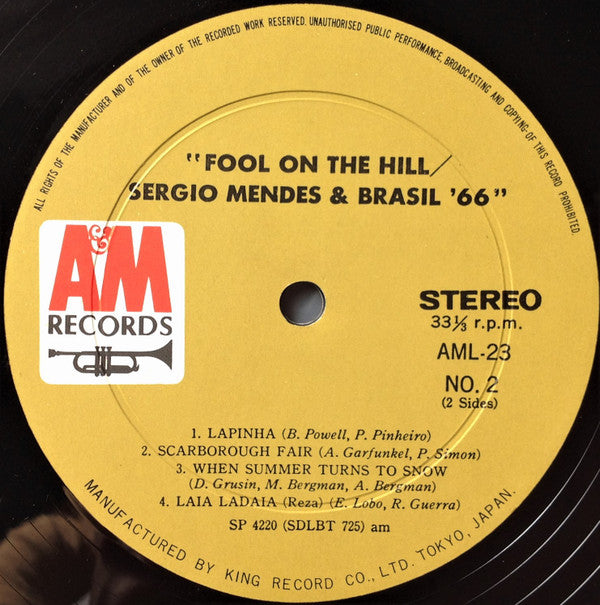 ALL RIGHTS OF THE MANUFACTURER AND OF THE OWNER OF THE RECORDED WORK RESERVED. UNAUTHORISED PUBLIC PERFORMANCE, BROADCASTING AND COPYING OF THIS RECORD PROHIBITED.
"FOOL ON THE HILL/
SERGIO MENDES & BRASIL '66"
A&M
RECORDS
STEREO
33⅓ r.p.m.
AML-23
NO. 2
(2 Sides)
1. LAPINHA (B. Powell, P. Pinheiro)
2. SCARBOROUGH FAIR (A. Garfunkel, P. Simon)
3. WHEN SUMMER TURNS TO SNOW
(D. Grusin, M. Bergman, A. Bergman)
4. LAIA LADAIA (Reza) (E. Lobo, R. Guerra)
SP 4220 (SDLBT 725) am
MANUFACTURED BY KING RECORD CO., LTD. TOKYO, JAPAN.